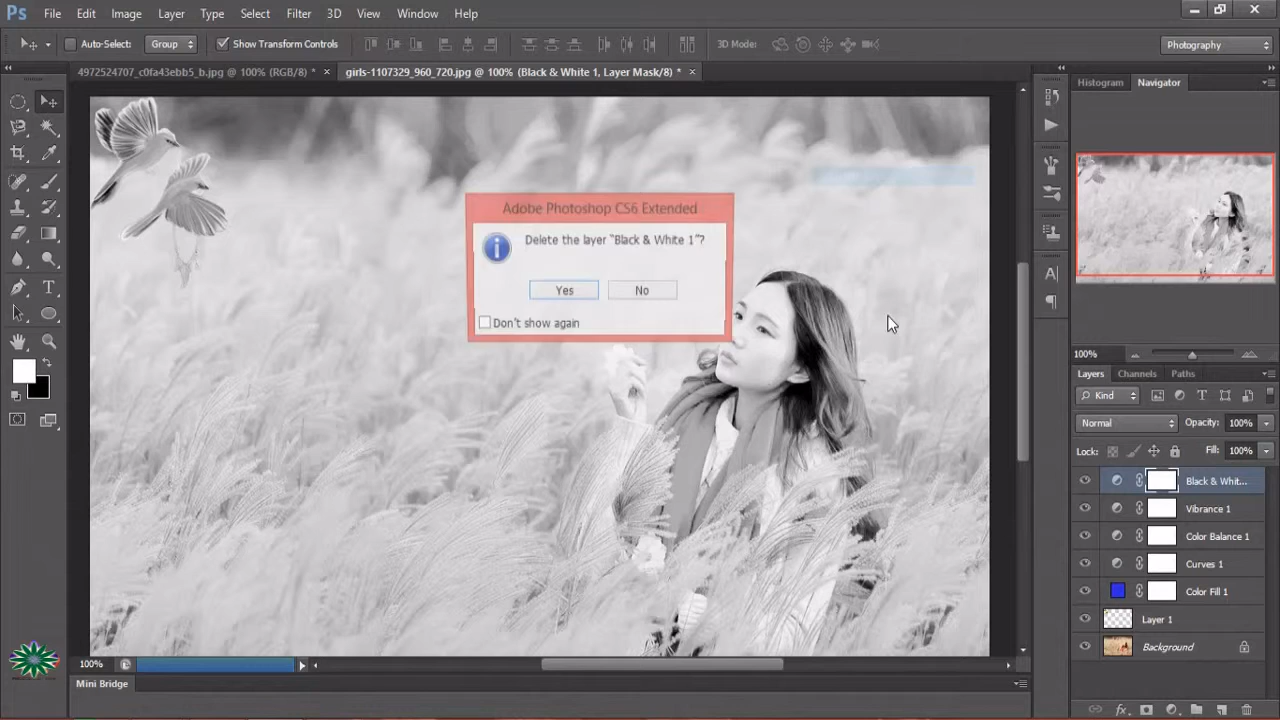 Ps File Edit Image Layer Type Select Filter 3D View Window Help
Auto-Select: Group Show Transform Controls 3D Mode: Photography
4972524707_c0fa43ebb5_b.jpg @ 100% (RGB/8) * × girls-1107329_960_720.jpg @ 100% (Black & White 1, Layer Mask/8) * ×
Histogram Navigator
Adobe Photoshop CS6 Extended
Delete the layer "Black & White 1"?
Yes No
Don't show again
100%
Layers Channels Paths
Kind
Normal Opacity: 100%
Lock: Fill: 100%
Black & Whit...
Vibrance 1
Color Balance 1
Curves 1
Color Fill 1
Layer 1
Background
100%
Mini Bridge